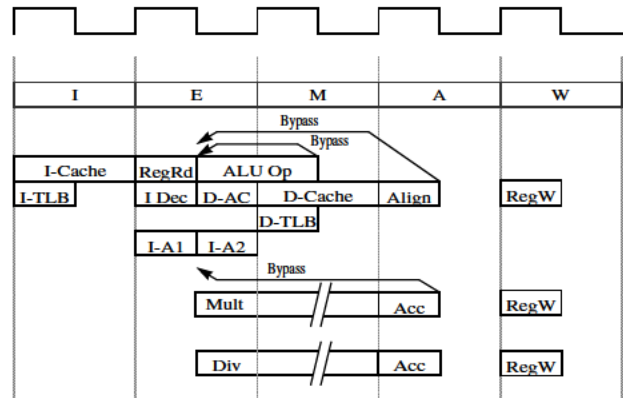 I E M A W
Bypass
Bypass
I-Cache RegRd ALU Op
I-TLB I Dec D-AC D-Cache Align RegW
D-TLB
I-A1 I-A2
Bypass
Mult Acc RegW
Div Acc RegW